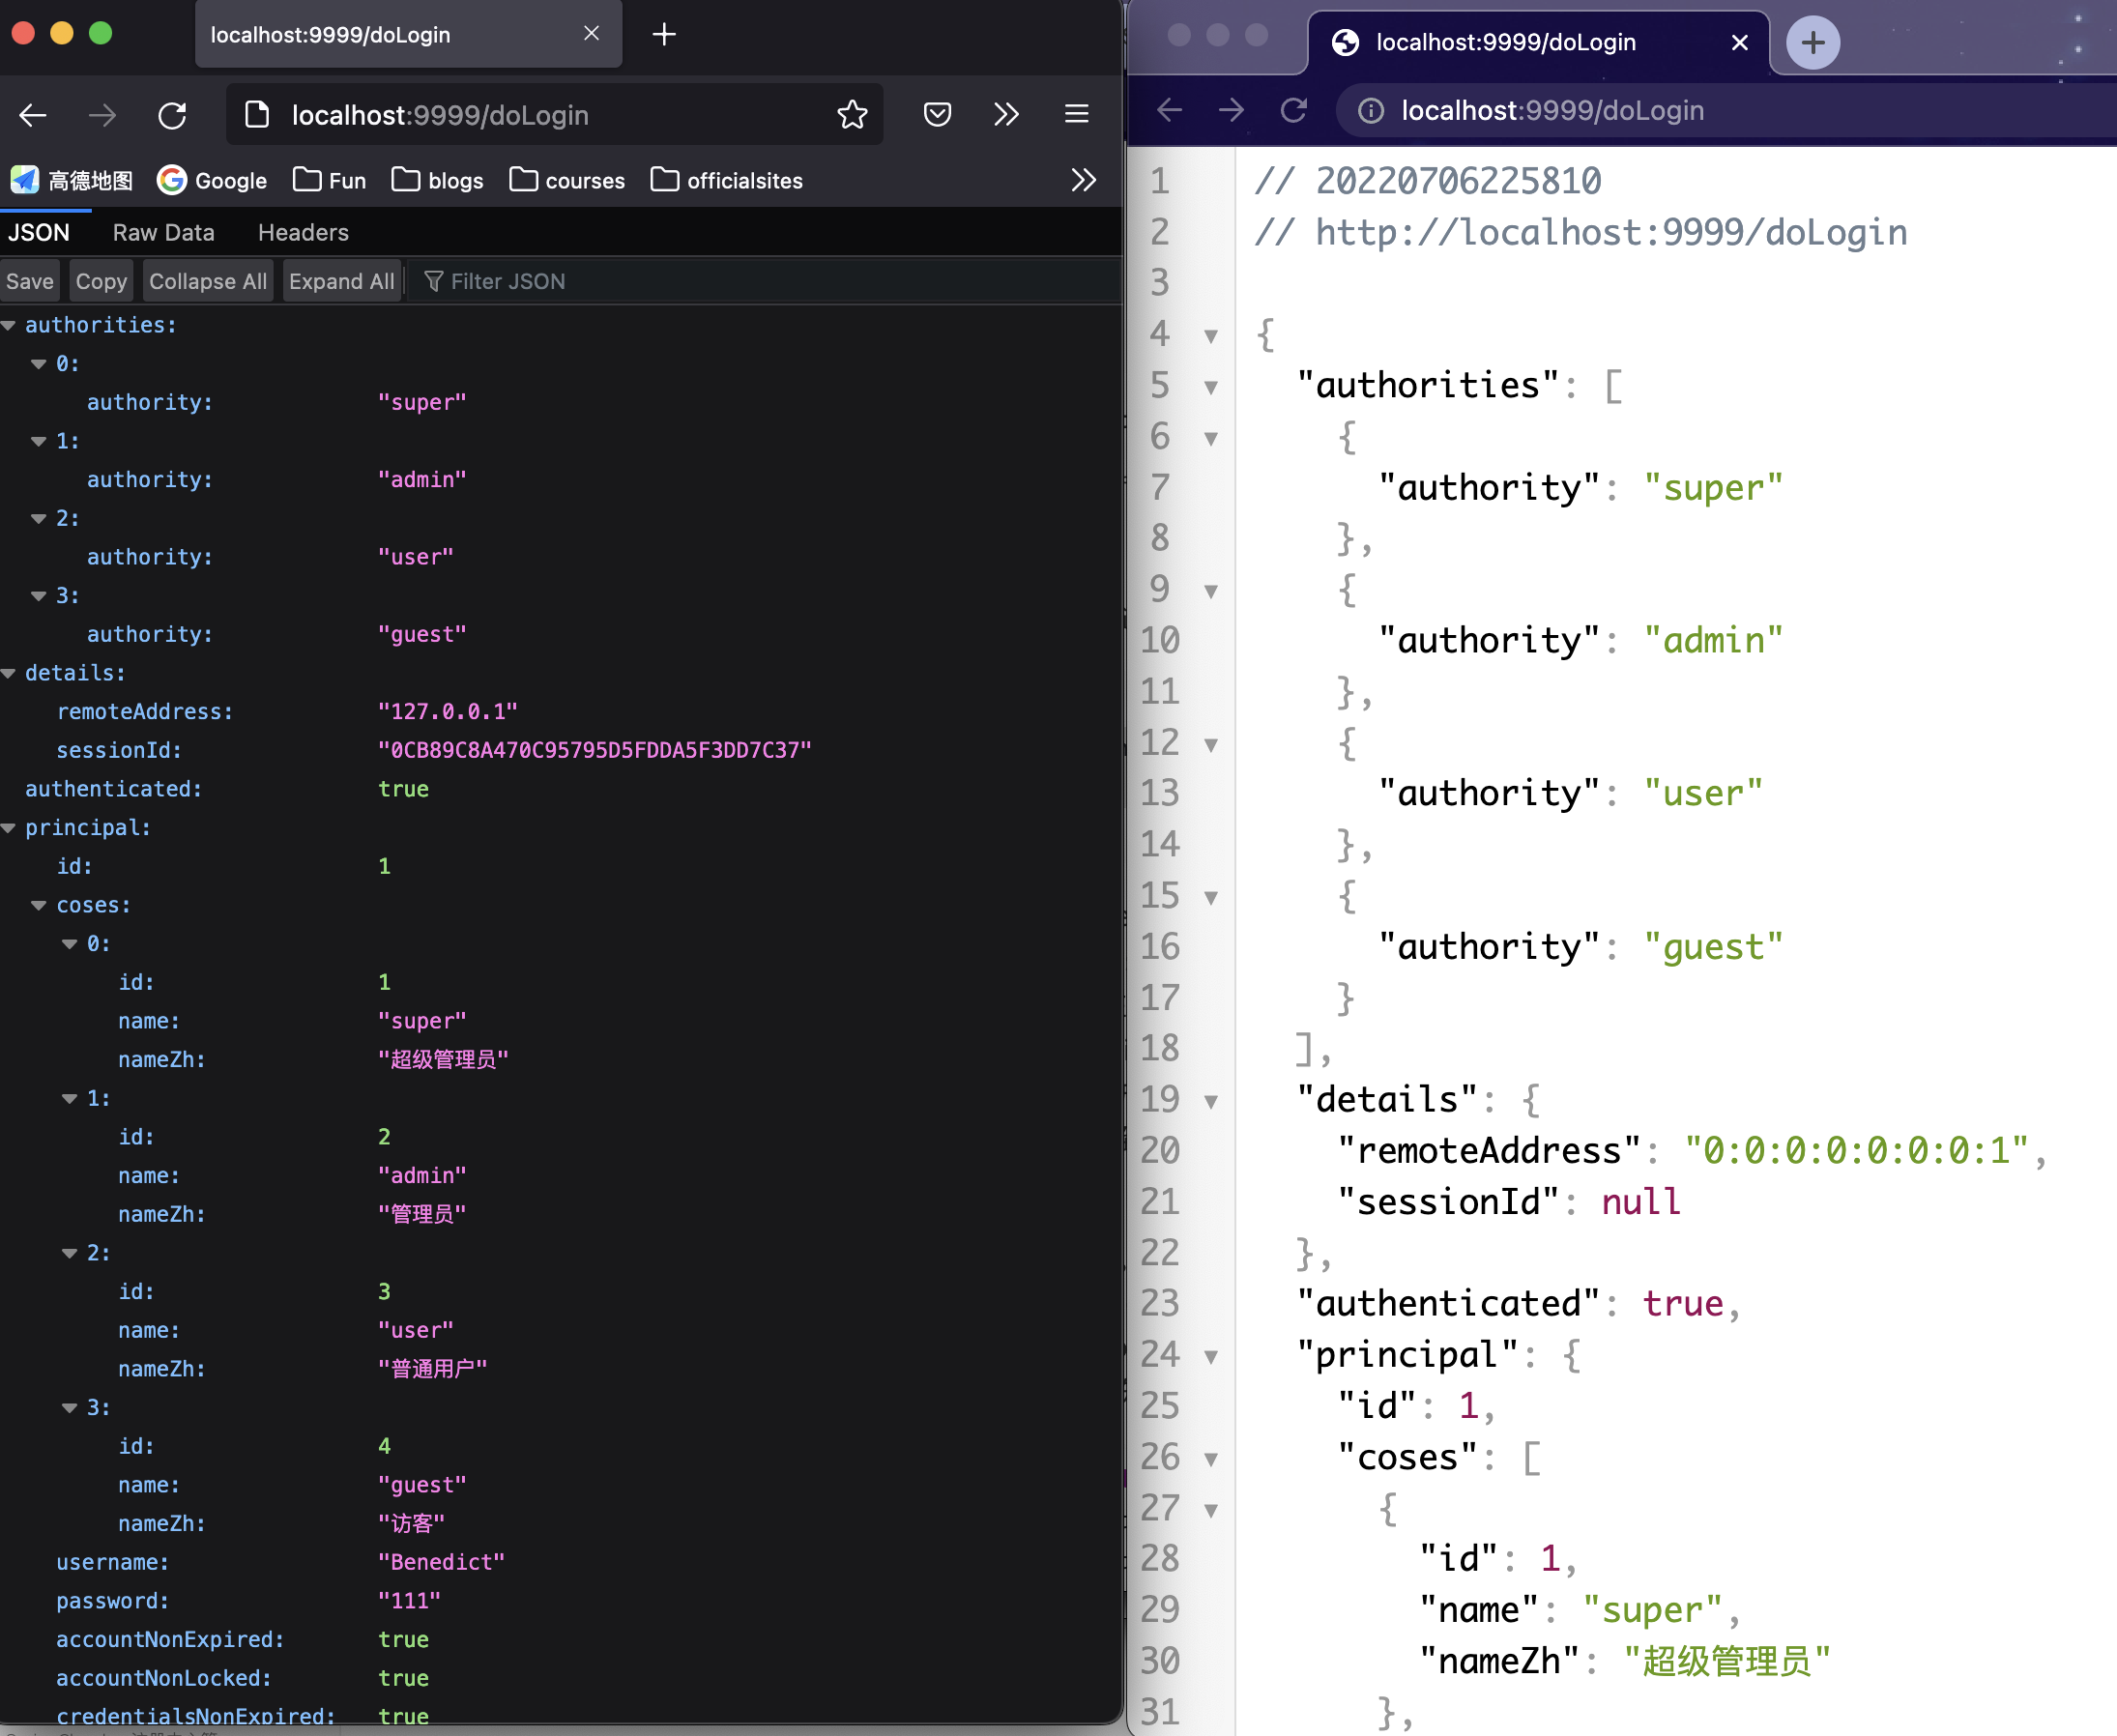 localhost:9999/doLogin
localhost:9999/doLogin
高德地图 Google Fun blogs courses officialsites
JSON Raw Data Headers
Save Copy Collapse All Expand All Filter JSON
authorities:
0:
authority: "super"
1:
authority: "admin"
2:
authority: "user"
3:
authority: "guest"
details:
remoteAddress: "127.0.0.1"
sessionId: "0CB89C8A470C95795D5FDDA5F3DD7C37"
authenticated: true
principal:
id: 1
coses:
0:
id: 1
name: "super"
nameZh: "超级管理员"
1:
id: 2
name: "admin"
nameZh: "管理员"
2:
id: 3
name: "user"
nameZh: "普通用户"
3:
id: 4
name: "guest"
nameZh: "访客"
username: "Benedict"
password: "111"
accountNonExpired: true
accountNonLocked: true
credentialsNonExpired: true
localhost:9999/doLogin
localhost:9999/doLogin
1 // 20220706225810
2 // http://localhost:9999/doLogin
3
4 {
5 "authorities": [
6 {
7 "authority": "super"
8 },
9 {
10 "authority": "admin"
11 },
12 {
13 "authority": "user"
14 },
15 {
16 "authority": "guest"
17 }
18 ],
19 "details": {
20 "remoteAddress": "0:0:0:0:0:0:0:1",
21 "sessionId": null
22 },
23 "authenticated": true,
24 "principal": {
25 "id": 1,
26 "coses": [
27 {
28 "id": 1,
29 "name": "super",
30 "nameZh": "超级管理员"
31 },